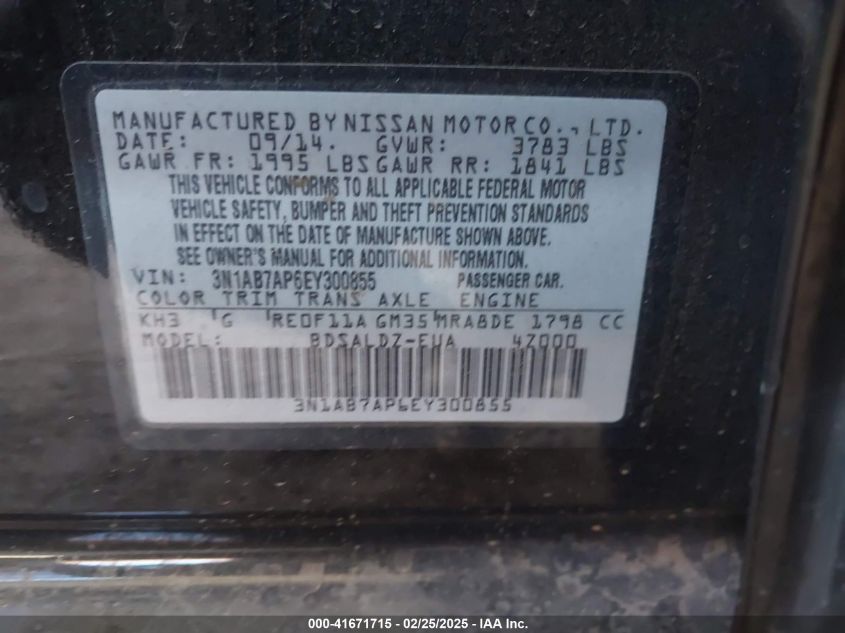 MANUFACTURED BY NISSAN MOTOR CO., LTD.
DATE: 09/14. GVWR: 3783 LBS
GAWR FR: 1995 LBS GAWR RR: 1841 LBS
THIS VEHICLE CONFORMS TO ALL APPLICABLE FEDERAL MOTOR
VEHICLE SAFETY, BUMPER AND THEFT PREVENTION STANDARDS
IN EFFECT ON THE DATE OF MANUFACTURE SHOWN ABOVE.
SEE OWNER'S MANUAL FOR ADDITIONAL INFORMATION.
VIN: 3N1AB7AP6EY300855 PASSENGER CAR.
COLOR TRIM TRANS AXLE ENGINE
KH3 G RE0F11A GM35 MRA8DE 1798 CC
MODEL: BDSALDZ-EUA 4Z000
3N1AB7AP6EY300855
000-41671715 / 02/25/2025 / ©COPYRIGHT IAA, LLC.